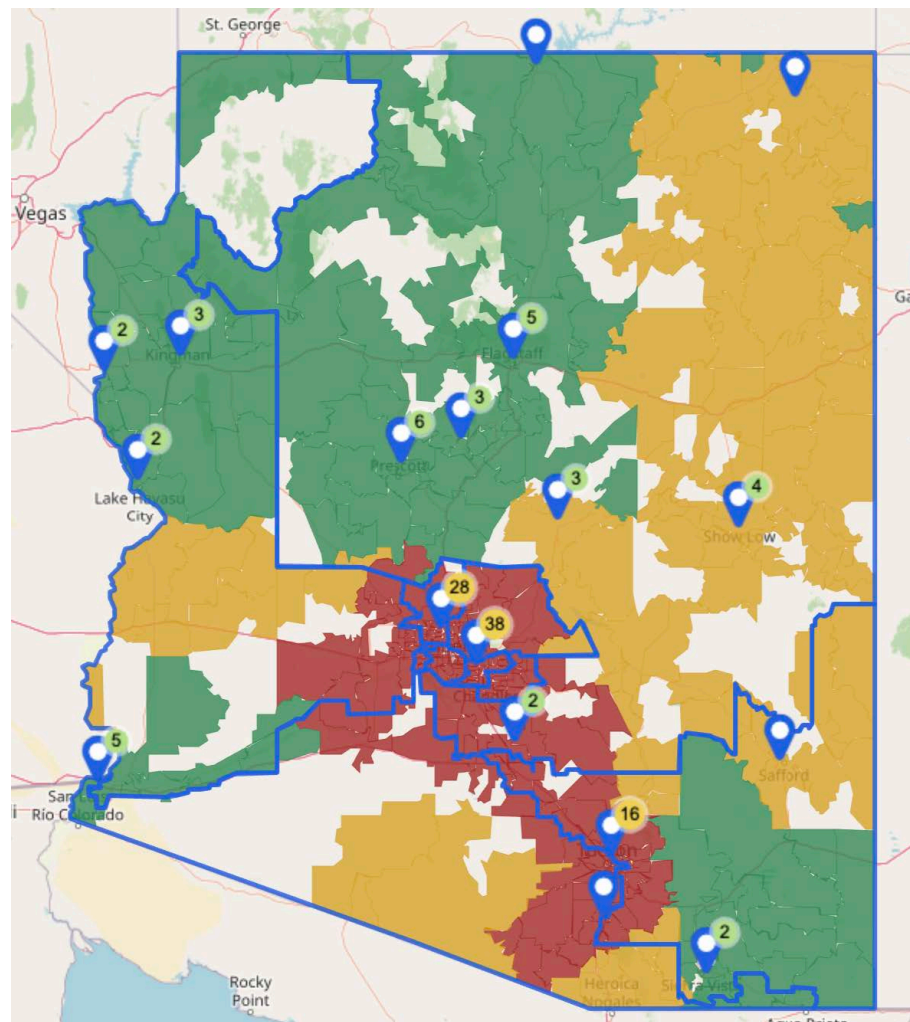 St. George
Vegas
2
3
Kingman
5
Flagstaff
3
6
Prescott
2
Lake Havasu
City
3
4
Show Low
28
38
Chandler
2
5
San Luis
Río Colorado
Safford
16
Tucson
2
Rocky
Point
Heroica
Nogales
Sierra Vista
Agua Prieta